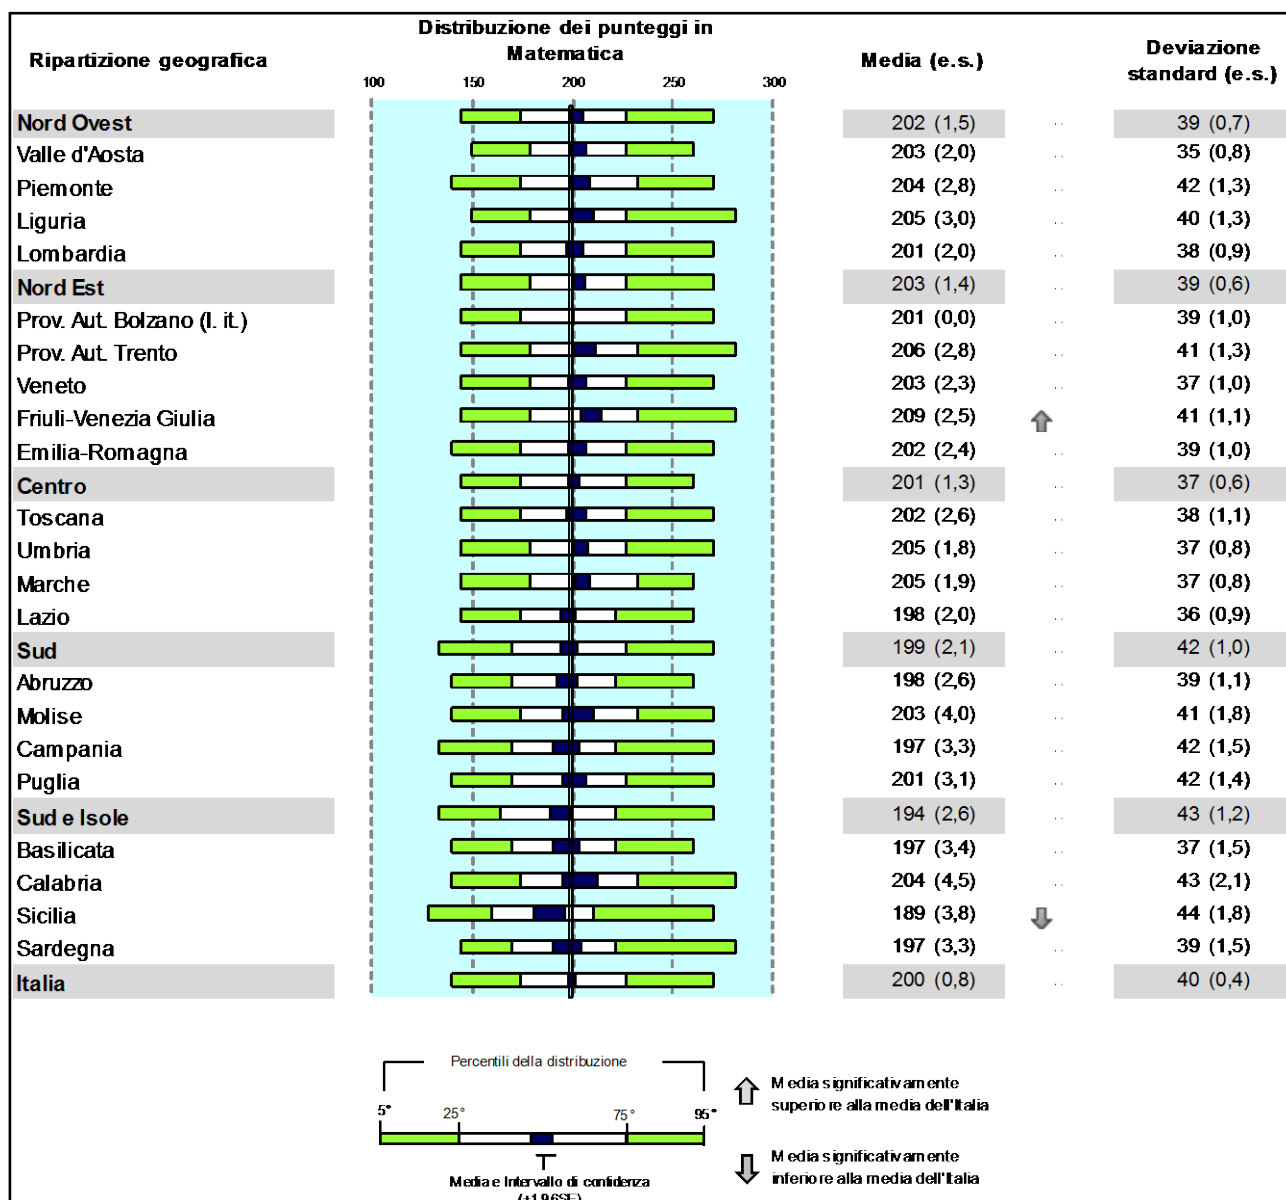 Ripartizione geografica
Distribuzione dei punteggi in
Matematica
Media (e.s.)
Deviazione
standard (e.s.)
100 150 200 250 300
Nord Ovest 202 (1,5) .. 39 (0,7)
Valle d'Aosta 203 (2,0) .. 35 (0,8)
Piemonte 204 (2,8) .. 42 (1,3)
Liguria 205 (3,0) .. 40 (1,3)
Lombardia 201 (2,0) .. 38 (0,9)
Nord Est 203 (1,4) .. 39 (0,6)
Prov. Aut. Bolzano (l. it.) 201 (0,0) .. 39 (1,0)
Prov. Aut. Trento 206 (2,8) .. 41 (1,3)
Veneto 203 (2,3) .. 37 (1,0)
Friuli-Venezia Giulia 209 (2,5) 41 (1,1)
Emilia-Romagna 202 (2,4) .. 39 (1,0)
Centro 201 (1,3) .. 37 (0,6)
Toscana 202 (2,6) .. 38 (1,1)
Umbria 205 (1,8) .. 37 (0,8)
Marche 205 (1,9) .. 37 (0,8)
Lazio 198 (2,0) .. 36 (0,9)
Sud 199 (2,1) .. 42 (1,0)
Abruzzo 198 (2,6) .. 39 (1,1)
Molise 203 (4,0) .. 41 (1,8)
Campania 197 (3,3) .. 42 (1,5)
Puglia 201 (3,1) .. 42 (1,4)
Sud e Isole 194 (2,6) .. 43 (1,2)
Basilicata 197 (3,4) .. 37 (1,5)
Calabria 204 (4,5) .. 43 (2,1)
Sicilia 189 (3,8) 44 (1,8)
Sardegna 197 (3,3) .. 39 (1,5)
Italia 200 (0,8) .. 40 (0,4)
Percentili della distribuzione
5° 25° 75° 95°
Media e Intervallo di confidenza
(±1.96SE)
Media significativamente
superiore alla media dell'Italia
Media significativamente
inferiore alla media dell'Italia